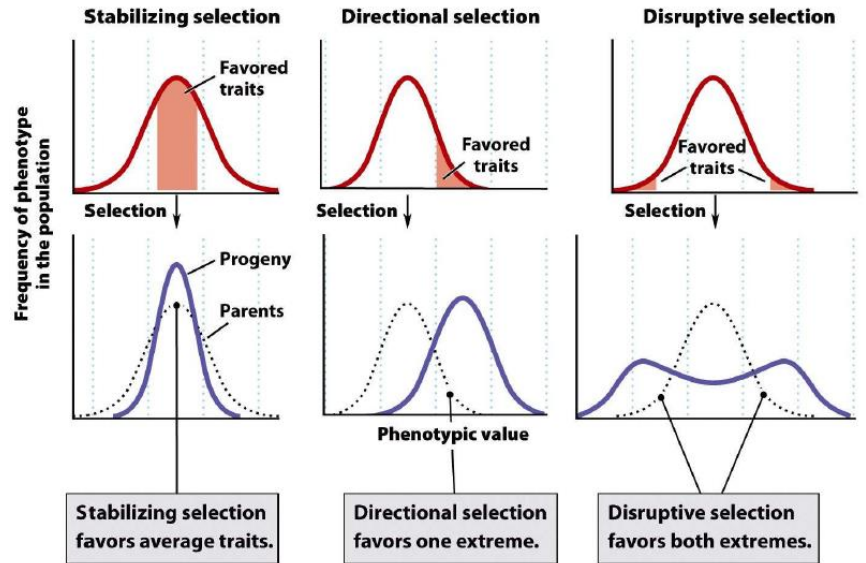 Stabilizing selection
Directional selection
Disruptive selection
Frequency of phenotype
in the population
Favored
traits
Favored
traits
Favored
traits
Selection
Selection
Selection
Progeny
Parents
Phenotypic value
Stabilizing selection
favors average traits.
Directional selection
favors one extreme.
Disruptive selection
favors both extremes.